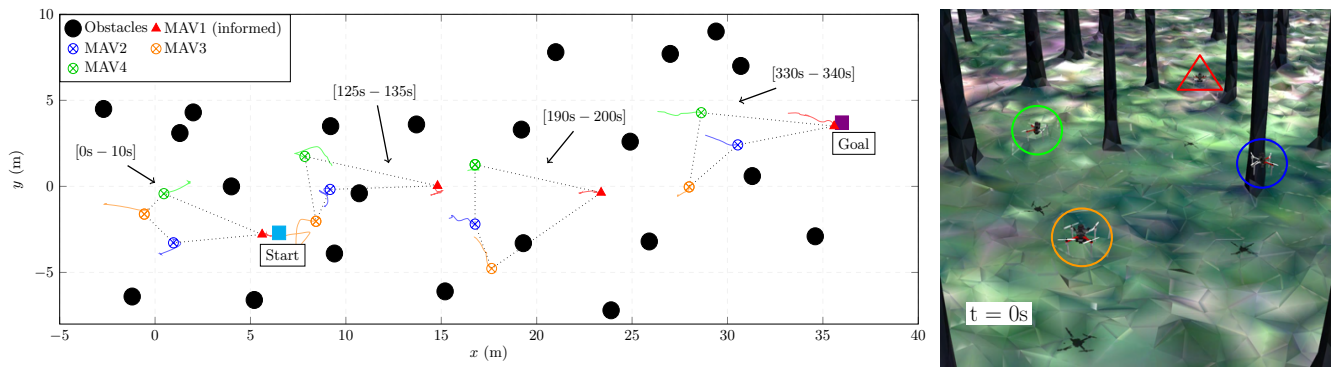 10
5
0
−5
y (m)
Obstacles MAV1 (informed)
MAV2 MAV3
MAV4
[0s − 10s]
[125s − 135s]
[190s − 200s]
[330s − 340s]
Start
Goal
−5 0 5 10 15 20 25 30 35 40
x (m)
t = 0s